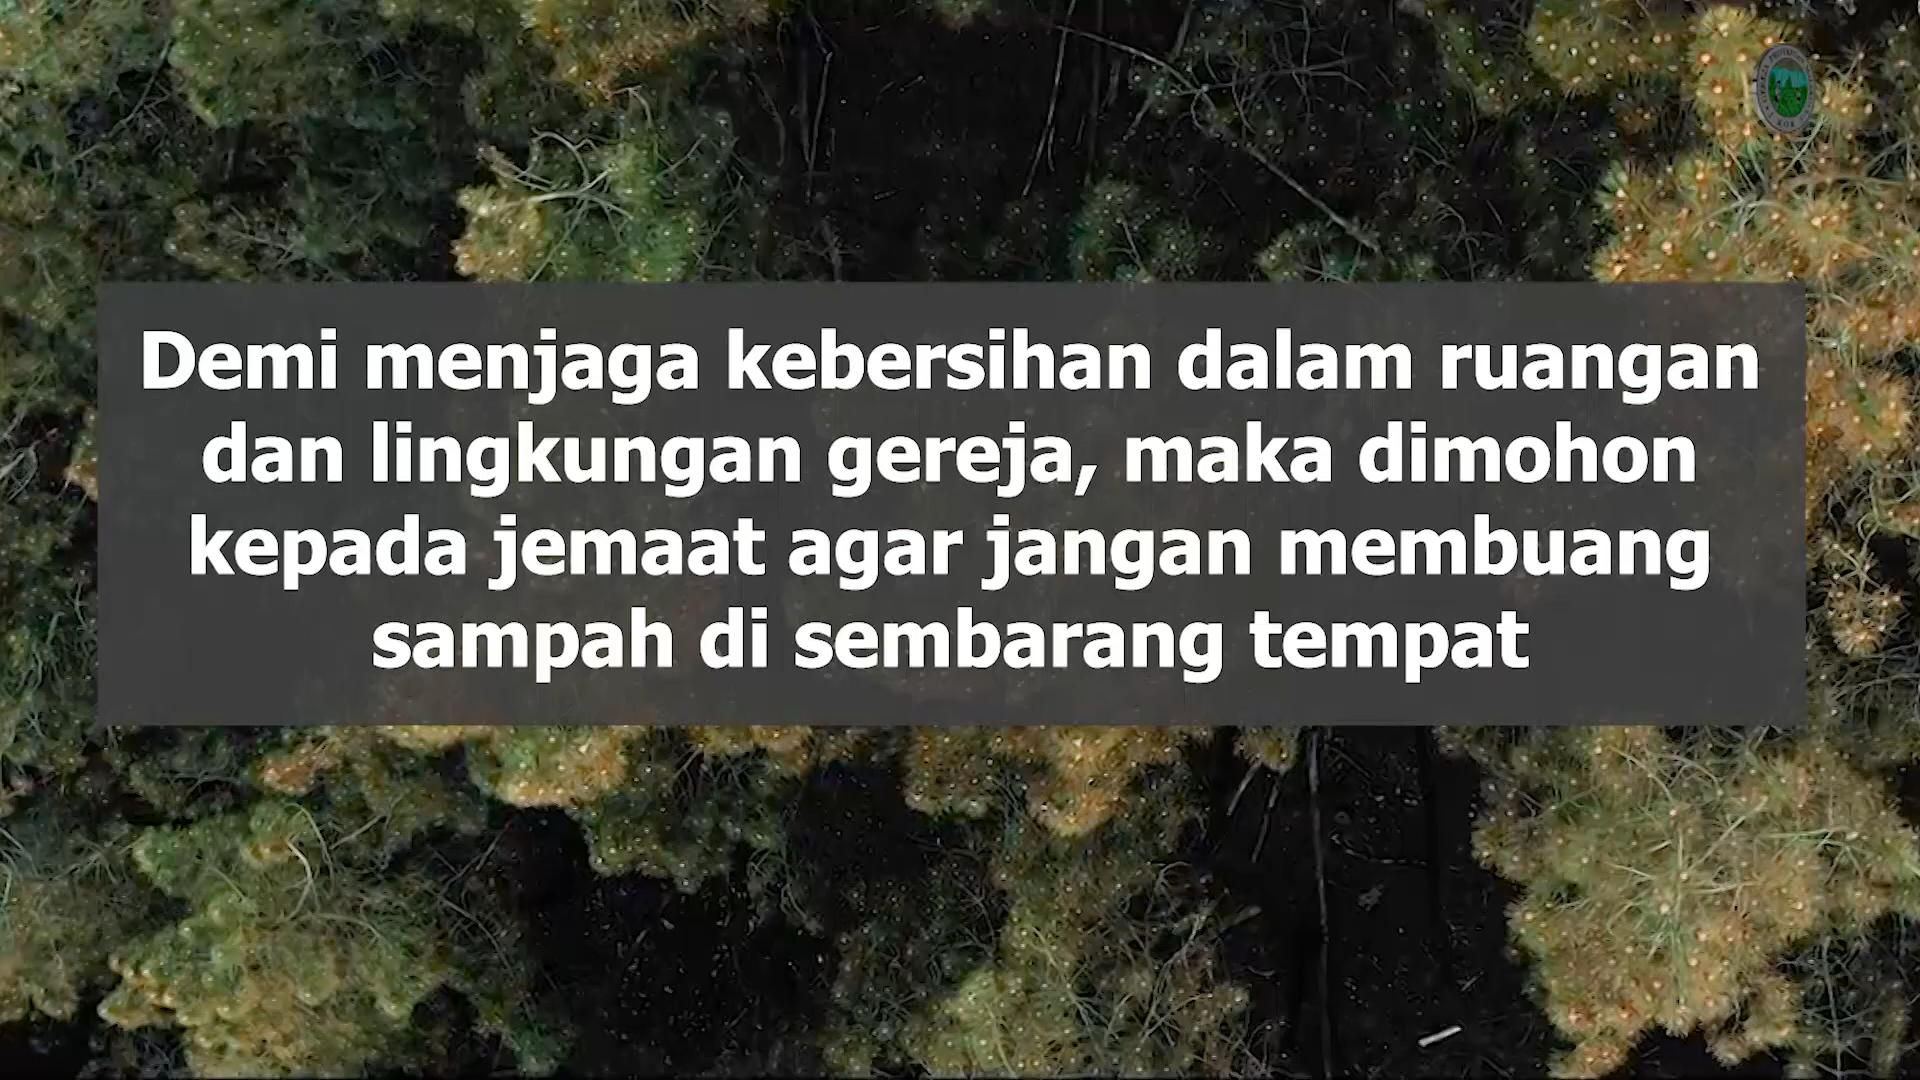 Demi menjaga kebersihan dalam ruangan
dan lingkungan gereja, maka dimohon
kepada jemaat agar jangan membuang
sampah di sembarang tempat